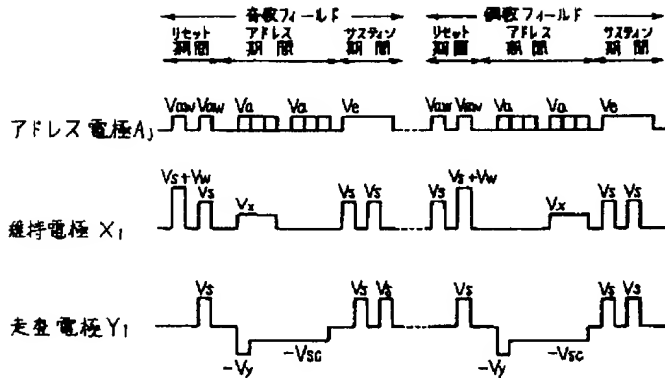 奇数フィールド 偶数フィールド
リセット期間 アドレス期間 サスティン期間 リセット期間 アドレス期間 サスティン期間
Vaw Vaw Va Va Ve Vaw Vaw Va Va Ve
アドレス電極Aj
Vs+Vw Vs Vx Vs Vs Vs Vs+Vw Vx Vs Vs
維持電極 X1
Vs Vs Vs Vs Vs Vs
走査電極Y1
-Vy -VSC -Vy -VSC